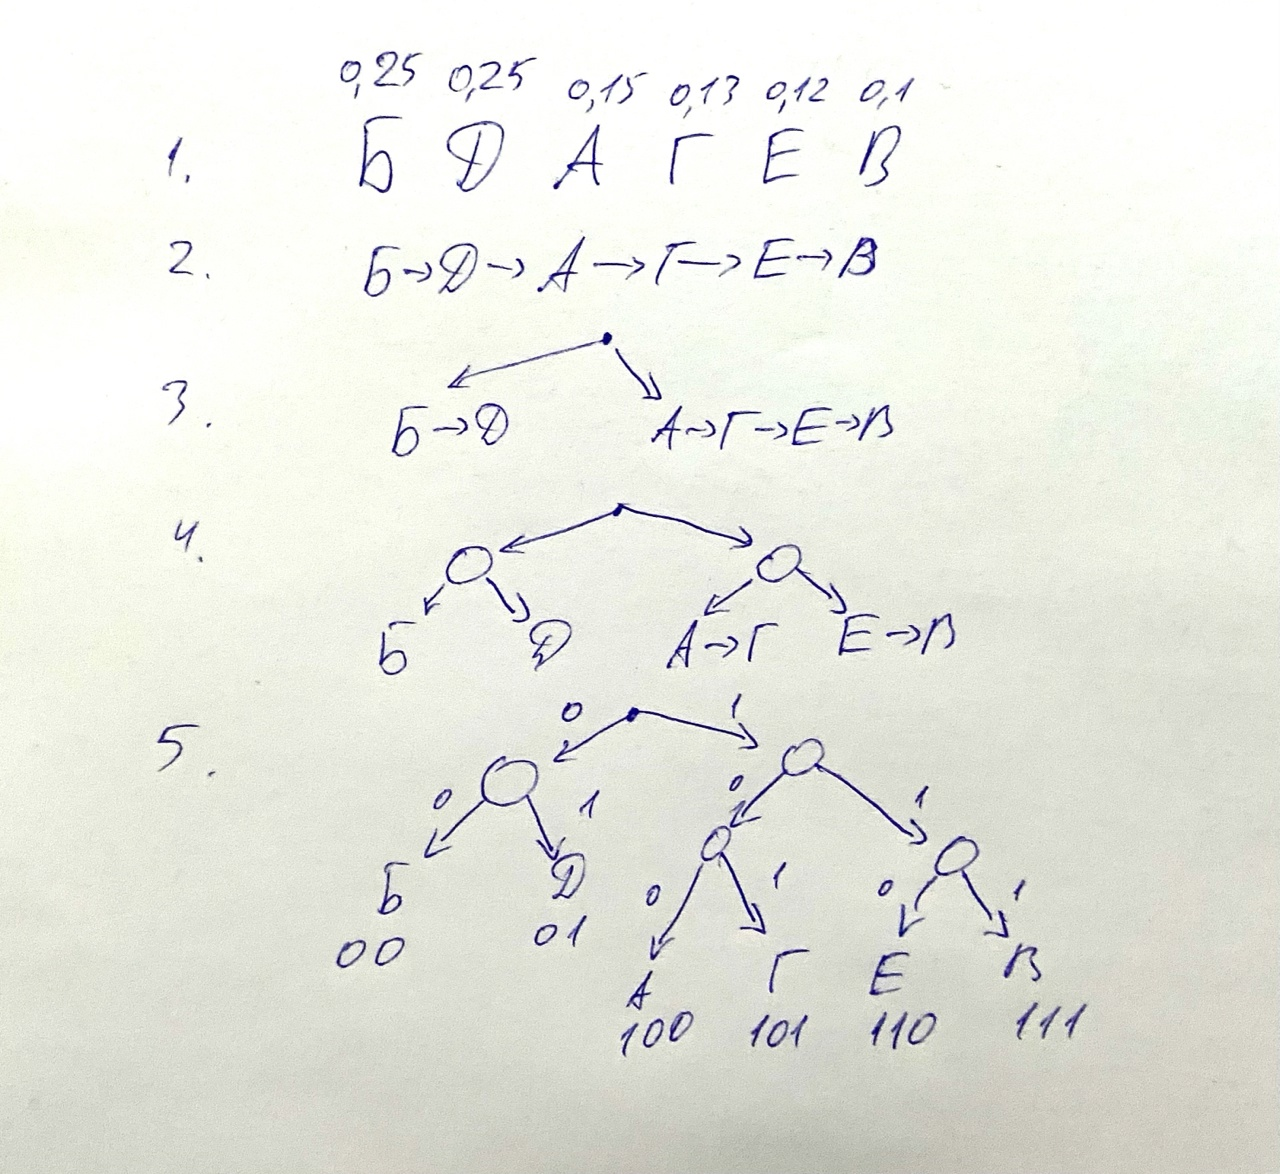 0,25 0,25 0,15 0,13 0,12 0,1
1. Б Д А Г Е В
2. Б→Д→А→Г→Е→В
3. Б→Д А→Г→Е→В
4. Б Д А→Г Е→В
5. 0 1
0 1 0 1
0 1 0 1
Б Д
00 01
А Г Е В
100 101 110 111